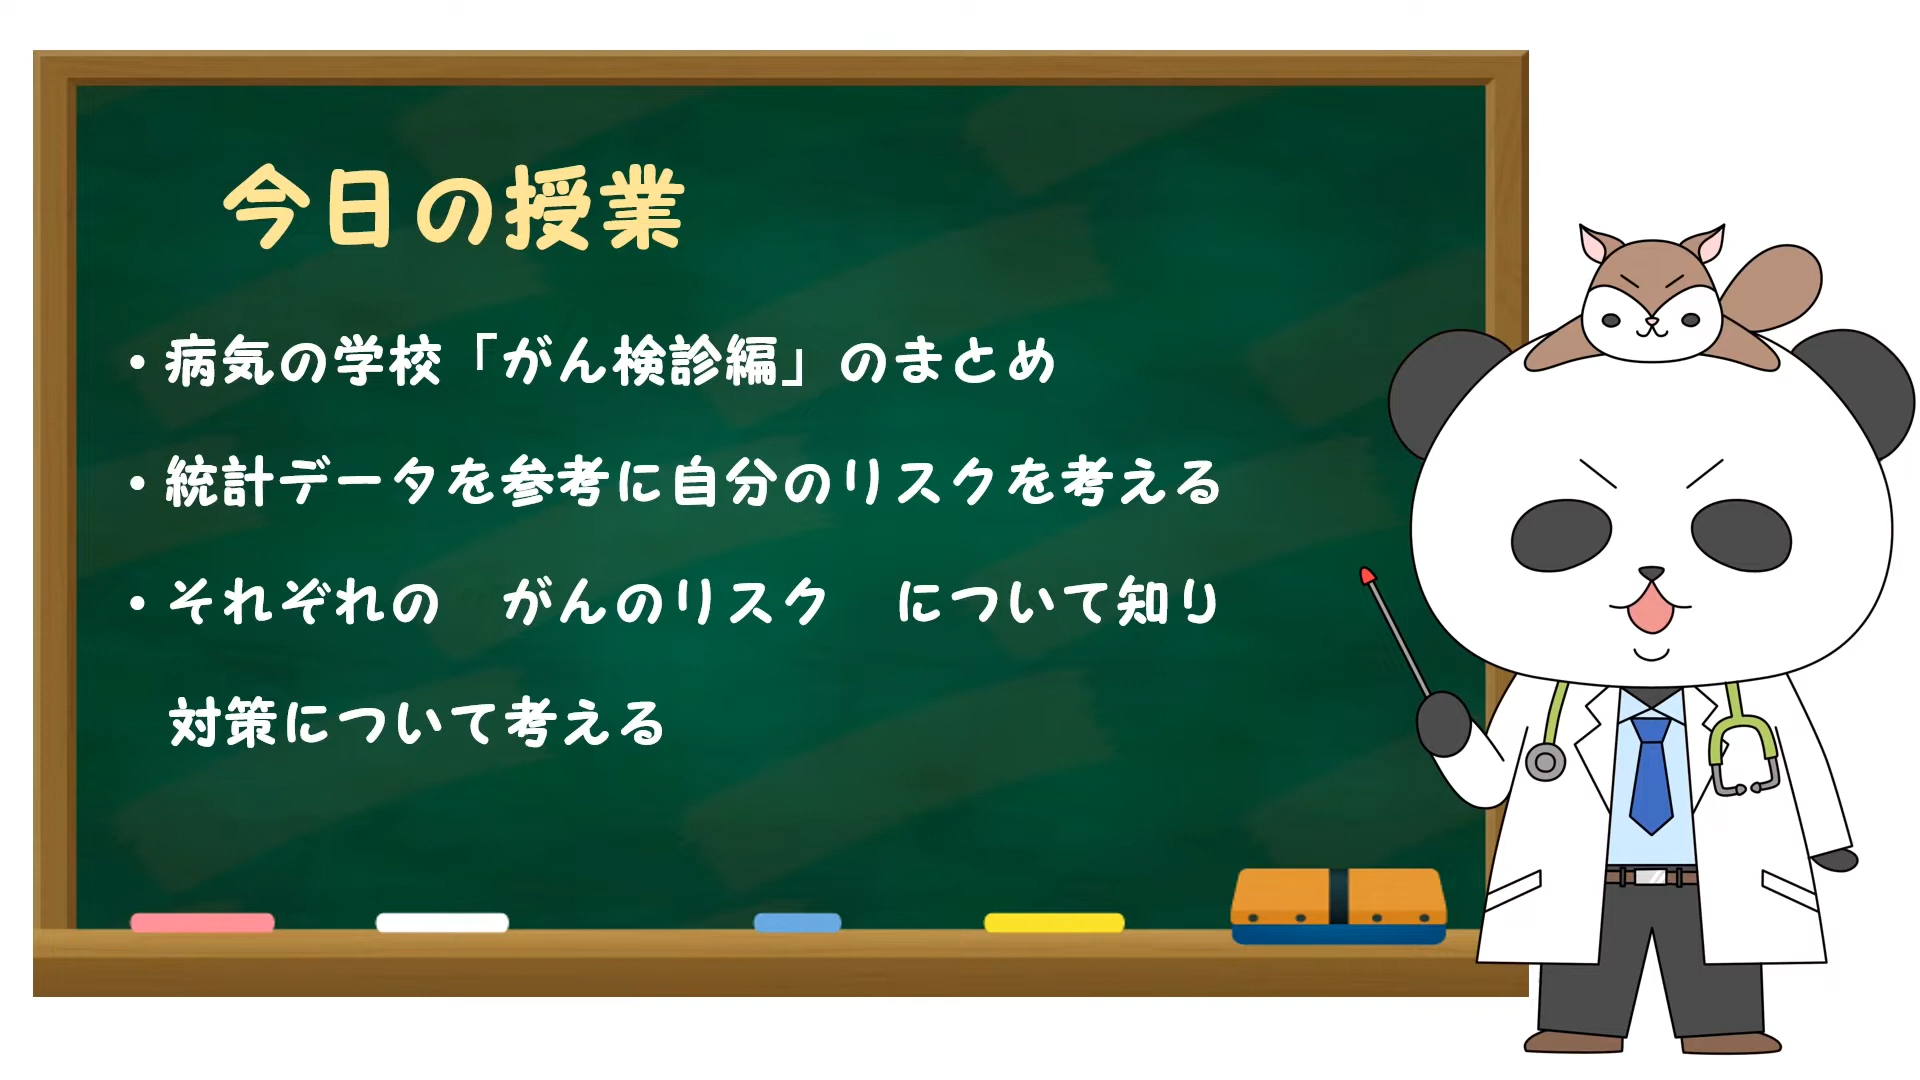 今日の授業
・病気の学校「がん検診編」のまとめ
・統計データを参考に自分のリスクを考える
・それぞれの　がんのリスク　について知り
対策について考える